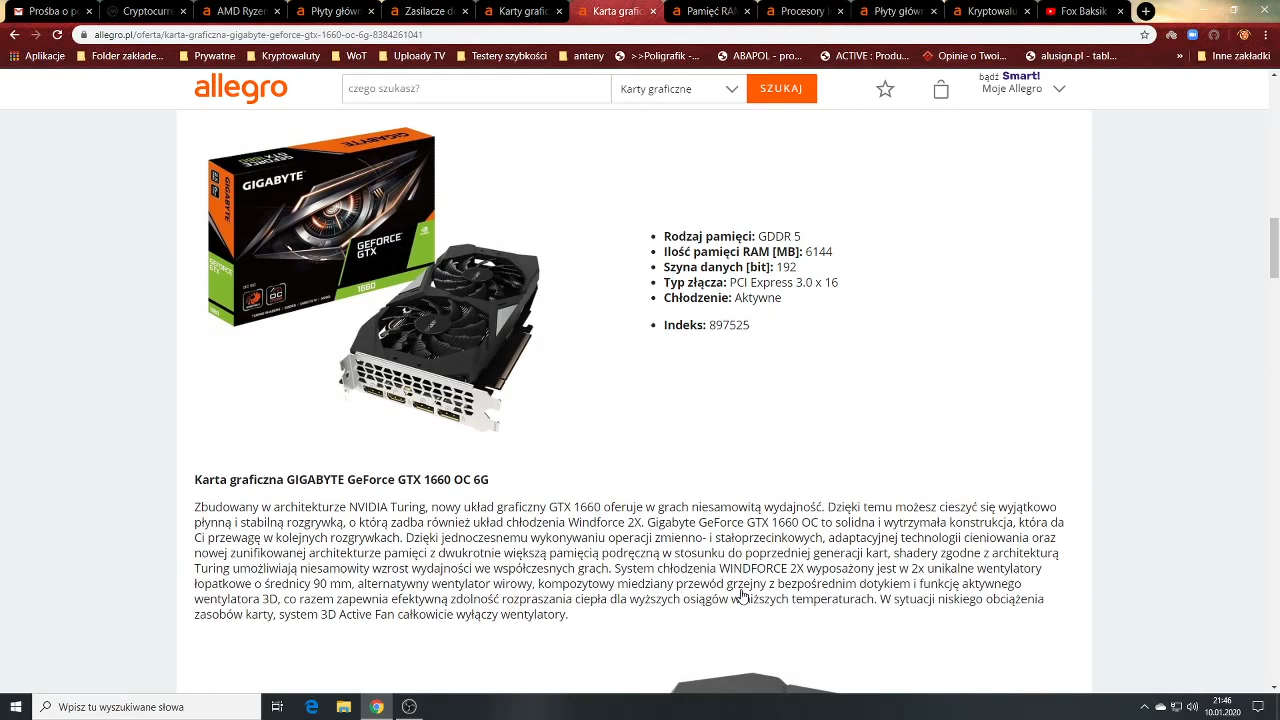 Prośba o po
Cryptocurre
AMD Ryzen
Płyty główn
Zasilacze do
Karty grafic
Karta grafic
Pamięć RA
Procesory I
Płyty główn
Kryptowalu
Fox Baksik
allegro.pl/oferta/karta-graficzna-gigabyte-geforce-gtx-1660-oc-6g-8384261041
Aplikacje
Folder zakładki...
Prywatne
Kryptowaluty
WoT
Uploady TV
Testery szybkości
anteny
>>Poligrafik -...
ABAPOL - pro...
ACTIVE : Produ...
Opinie o Twoi...
alusign.pl - tabl...
Inne zakładki
allegro
czego szukasz?
Karty graficzne
SZUKAJ
bądź Smart!
Moje Allegro
GIGABYTE
GIGABYTE
GEFORCE GTX
1660
OC
Rodzaj pamięci: GDDR 5
Ilość pamięci RAM [MB]: 6144
Szyna danych [bit]: 192
Typ złącza: PCI Express 3.0 x 16
Chłodzenie: Aktywne
Indeks: 897525
Karta graficzna GIGABYTE GeForce GTX 1660 OC 6G
Zbudowany w architekturze NVIDIA Turing, nowy układ graficzny GTX 1660 oferuje w grach niesamowitą wydajność. Dzięki temu możesz cieszyć się wyjątkowo
płynną i stabilną rozgrywką, o którą zadba również układ chłodzenia Windforce 2X. Gigabyte GeForce GTX 1660 OC to solidna i wytrzymała konstrukcja, która da
Ci przewagę w kolejnych rozgrywkach. Dzięki jednoczesnemu wykonywaniu operacji zmienno- i stałoprzecinkowych, adaptacyjnej technologii cieniowania oraz
nowej zunifikowanej architekturze pamięci z dwukrotnie większą pamięcią podręczną w stosunku do poprzedniej generacji kart, shadery zgodne z architekturą
Turing umożliwiają niesamowity wzrost wydajności we współczesnych grach. System chłodzenia WINDFORCE 2X wyposażony jest w 2x unikalne wentylatory
łopatkowe o średnicy 90 mm, alternatywny wentylator wirowy, kompozytowy miedziany przewód grzejny z bezpośrednim dotykiem i funkcję aktywnego
wentylatora 3D, co razem zapewnia efektywną zdolność rozpraszania ciepła dla wyższych osiągów w niższych temperaturach. W sytuacji niskiego obciążenia
zasobów karty, system 3D Active Fan całkowicie wyłączy wentylatory.
Wpisz tu wyszukiwane słowa
21:46
10.01.2020